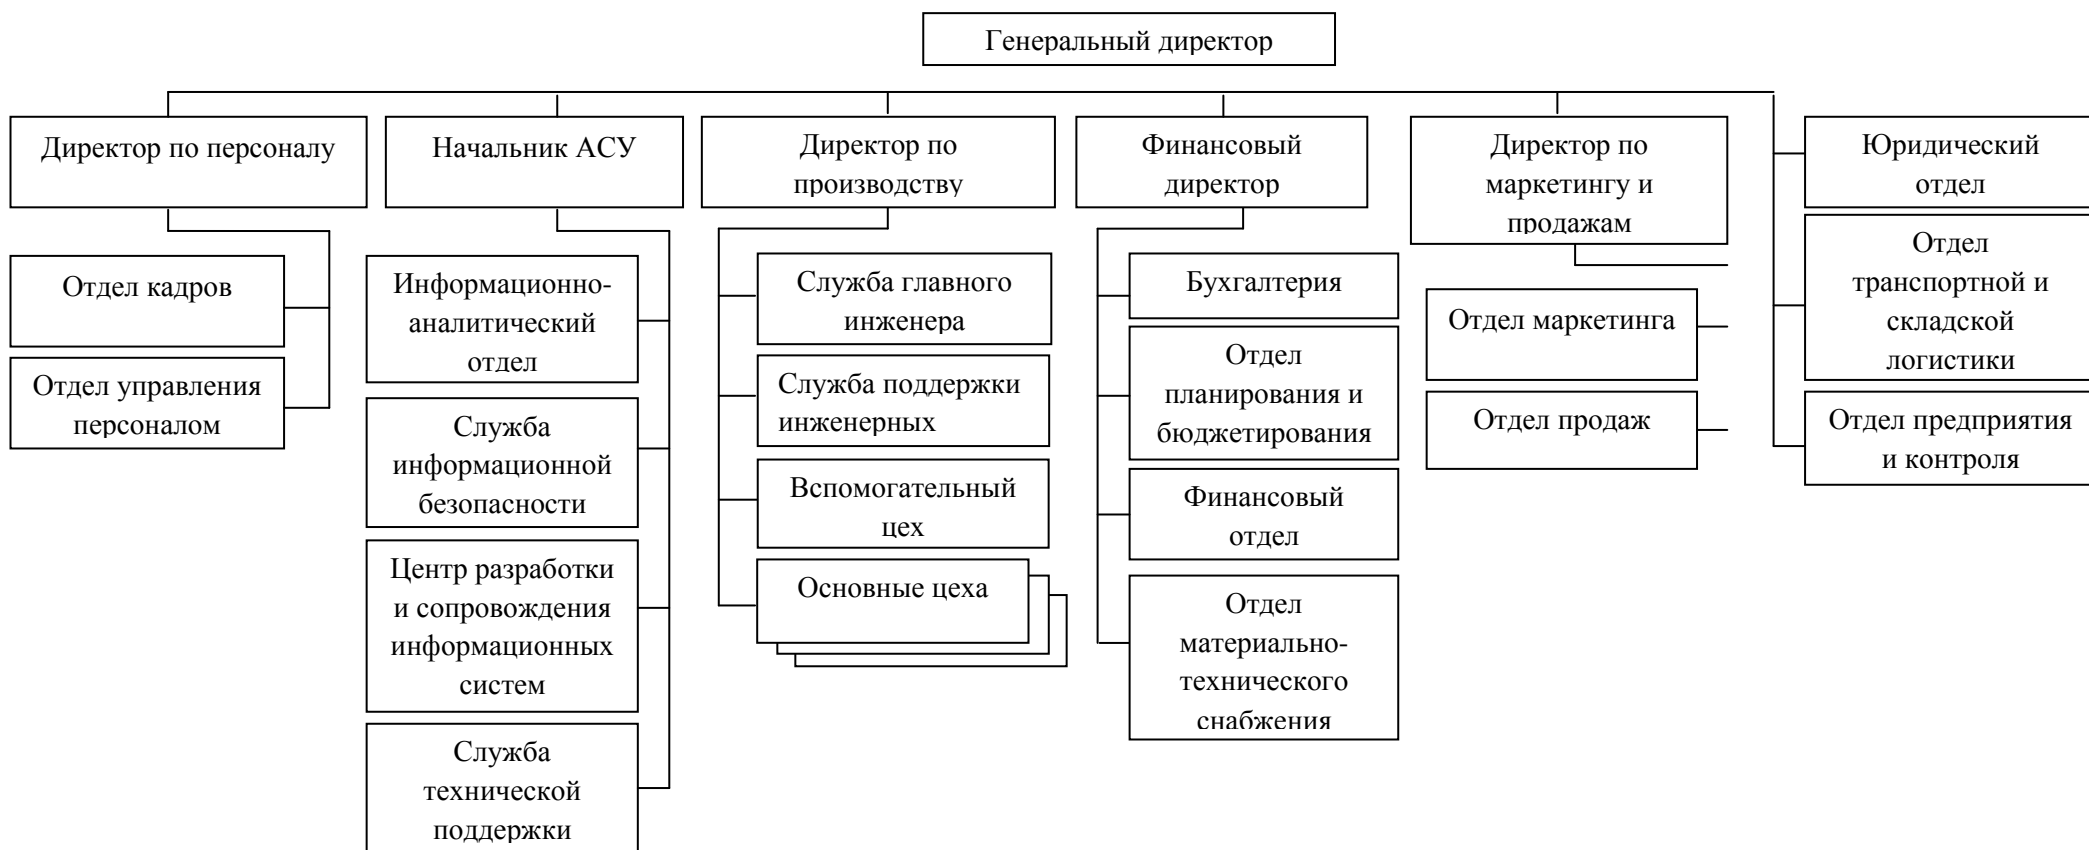 Генеральный директор
Директор по персоналу
Начальник АСУ
Директор по
производству
Финансовый
директор
Директор по
маркетингу и
продажам
Юридический
отдел
Отдел кадров
Отдел управления
персоналом
Информационно-
аналитический
отдел
Служба
информационной
безопасности
Центр разработки
и сопровождения
информационных
систем
Служба
технической
поддержки
Служба главного
инженера
Служба поддержки
инженерных
Вспомогательный
цех
Основные цеха
Бухгалтерия
Отдел
планирования и
бюджетирования
Финансовый
отдел
Отдел
материально-
технического
снабжения
Отдел маркетинга
Отдел продаж
Отдел
транспортной и
складской
логистики
Отдел предприятия
и контроля